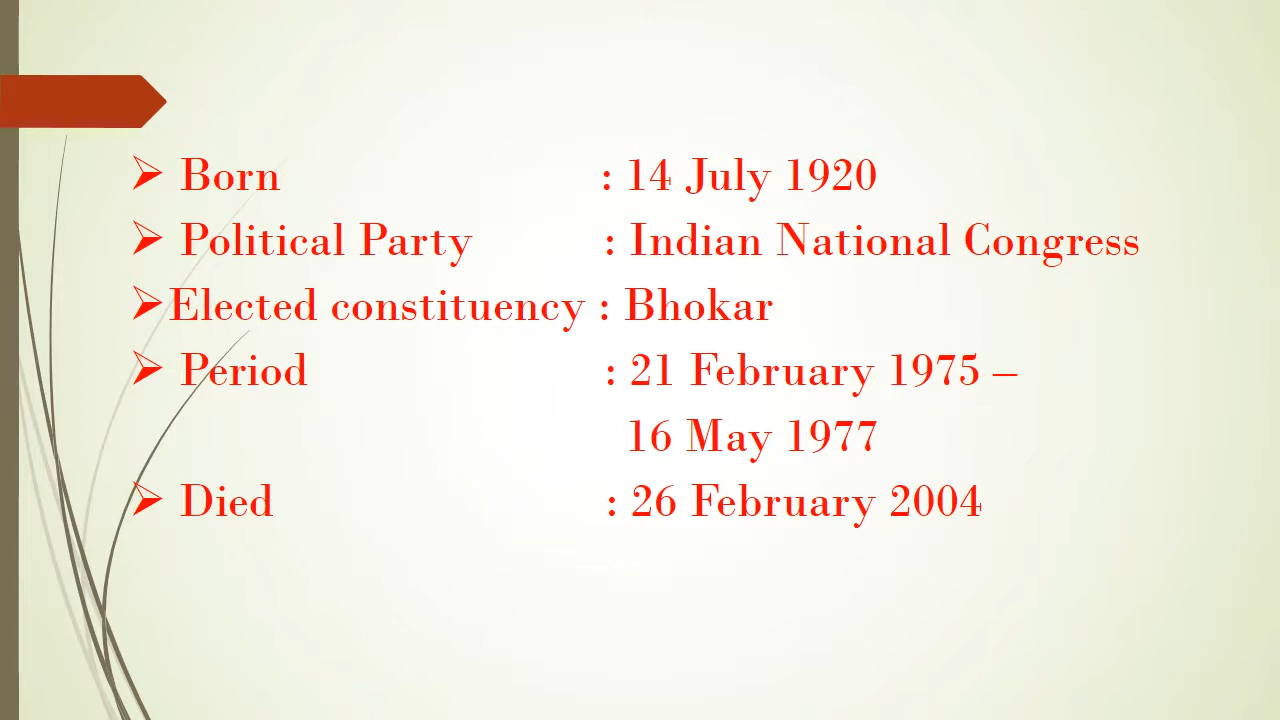 ➢ Born : 14 July 1920
➢ Political Party : Indian National Congress
➢Elected constituency : Bhokar
➢ Period : 21 February 1975 –
16 May 1977
➢ Died : 26 February 2004